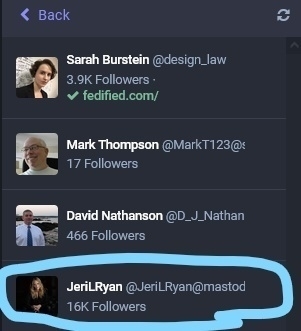 Back
Sarah Burstein @design_law
3.9K Followers ·
✔ fedified.com/
Mark Thompson @MarkT123@s
17 Followers
David Nathanson @D_J_Nathan
466 Followers
JeriLRyan @JeriLRyan@mastod
16K Followers